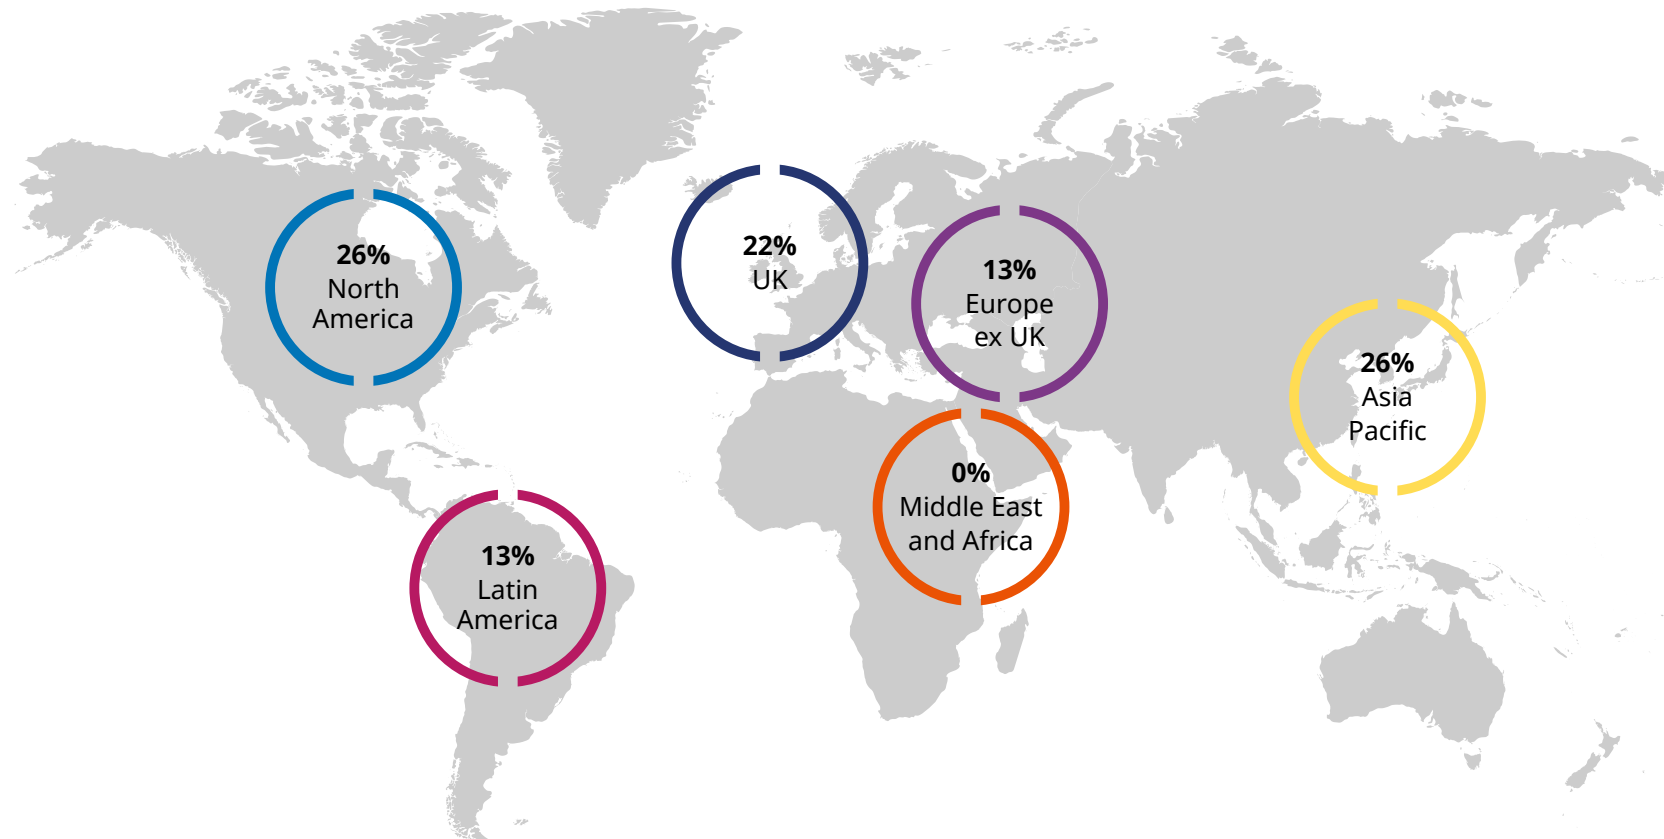 26%
North
America
22%
UK
13%
Europe
ex UK
26%
Asia
Pacific
0%
Middle East
and Africa
13%
Latin
America